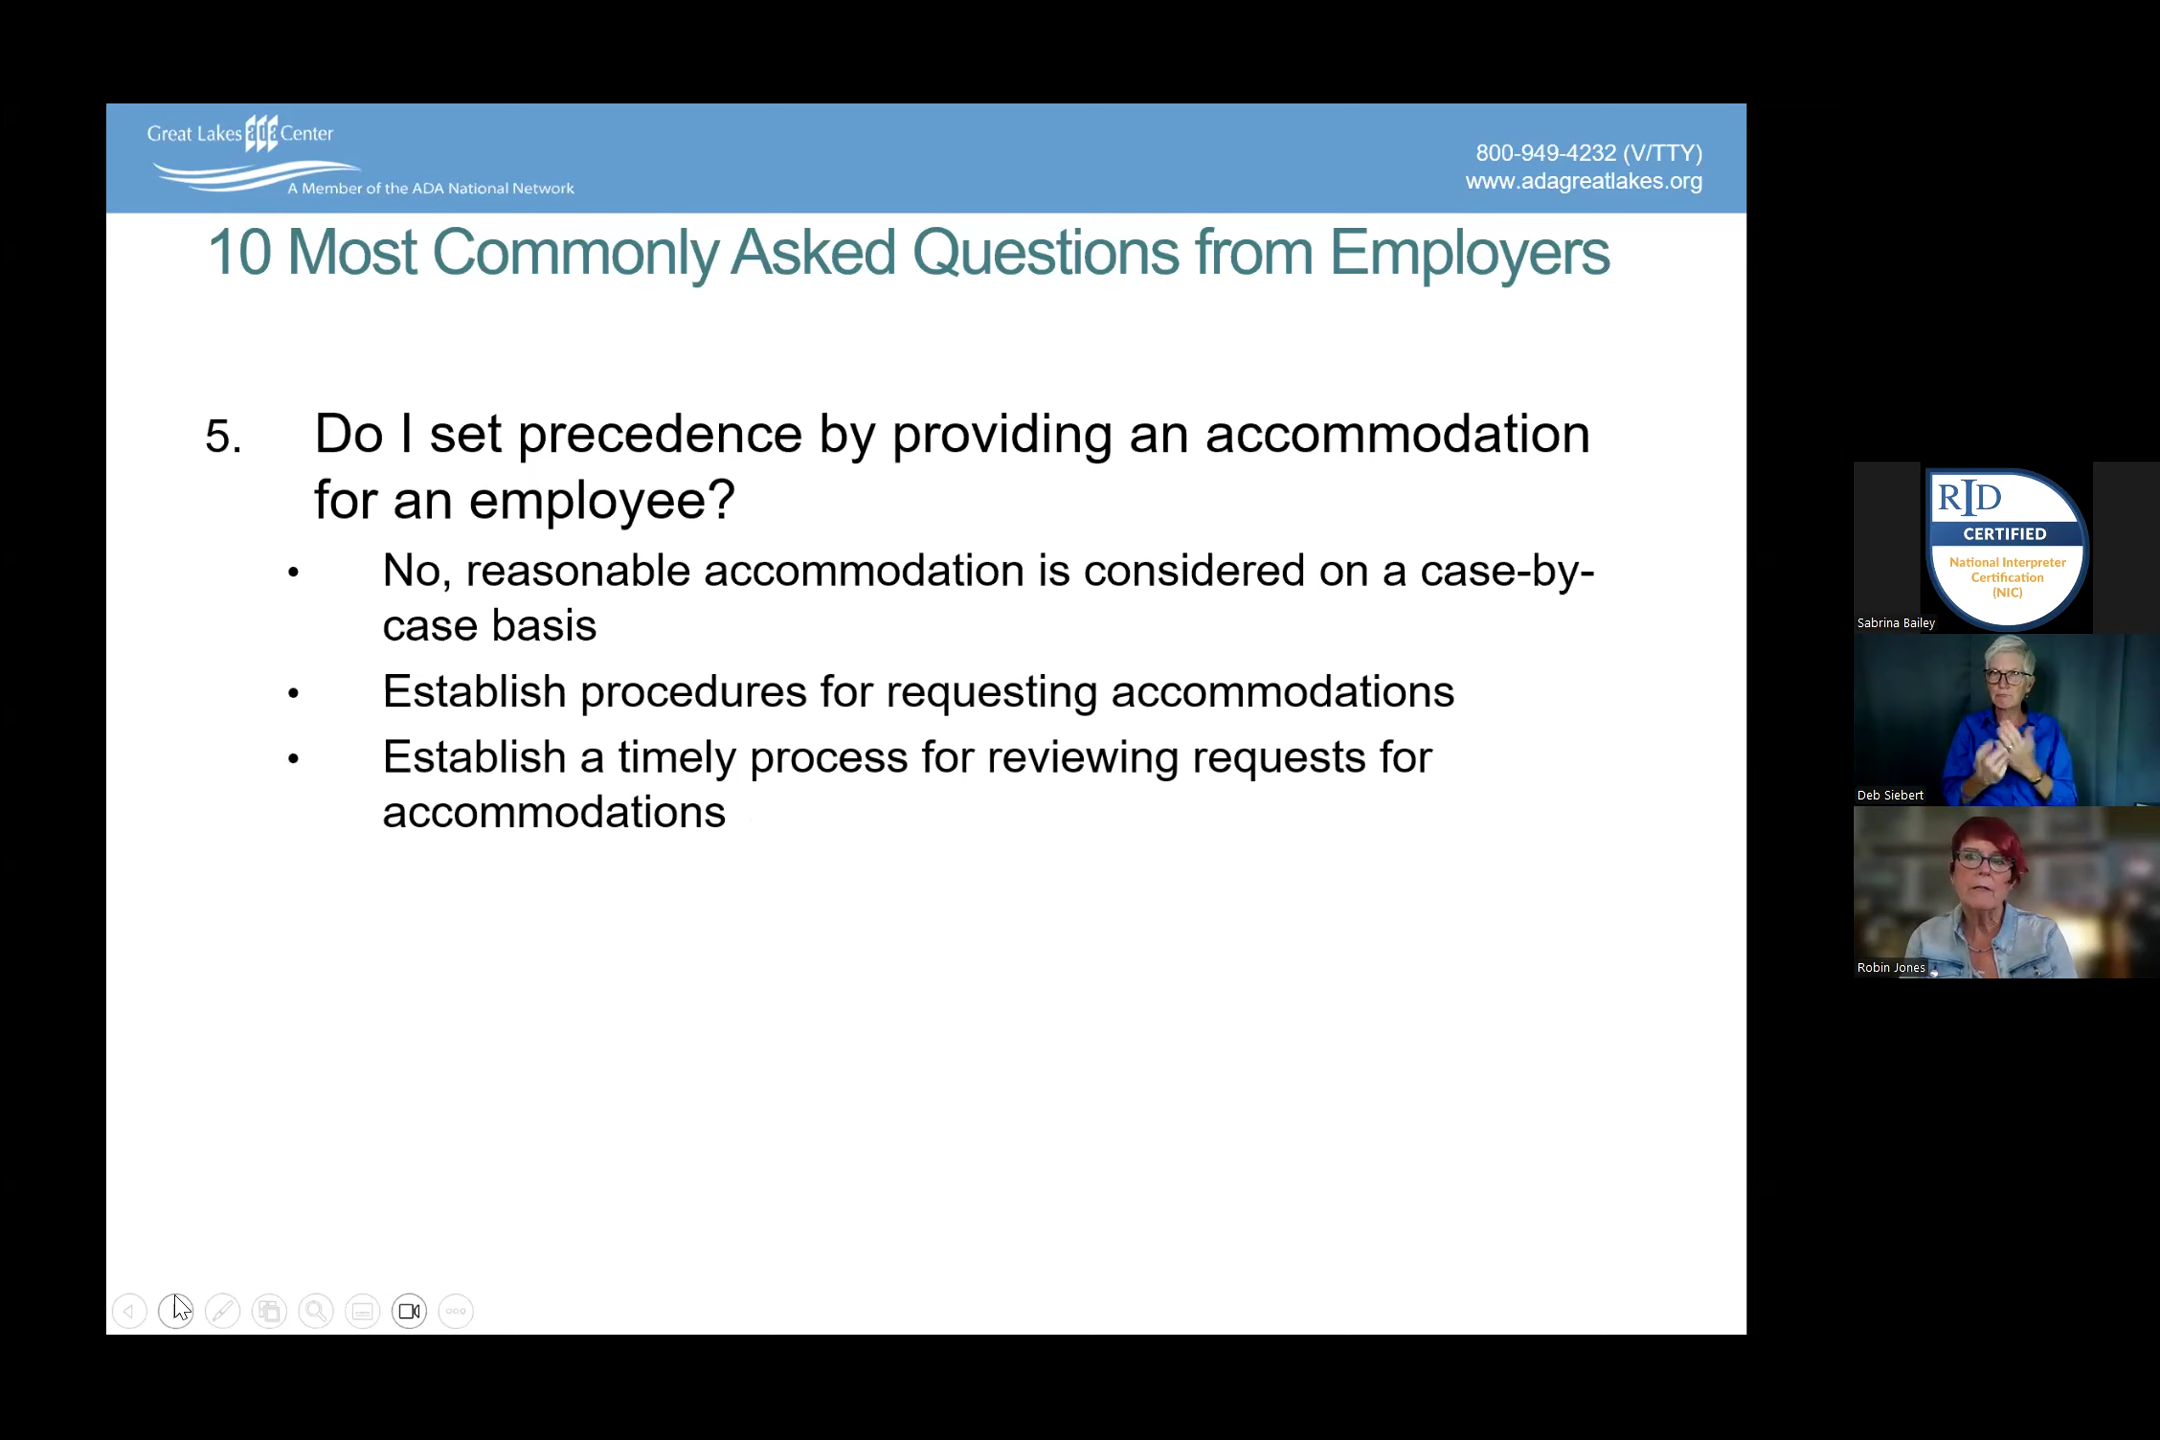 Great Lakes ada Center
A Member of the ADA National Network
800-949-4232 (V/TTY)
www.adagreatlakes.org
10 Most Commonly Asked Questions from Employers
5. Do I set precedence by providing an accommodation
for an employee?
• No, reasonable accommodation is considered on a case-by-
case basis
• Establish procedures for requesting accommodations
• Establish a timely process for reviewing requests for
accommodations
RID
CERTIFIED
National Interpreter
Certification
(NIC)
Sabrina Bailey
Deb Siebert
Robin Jones